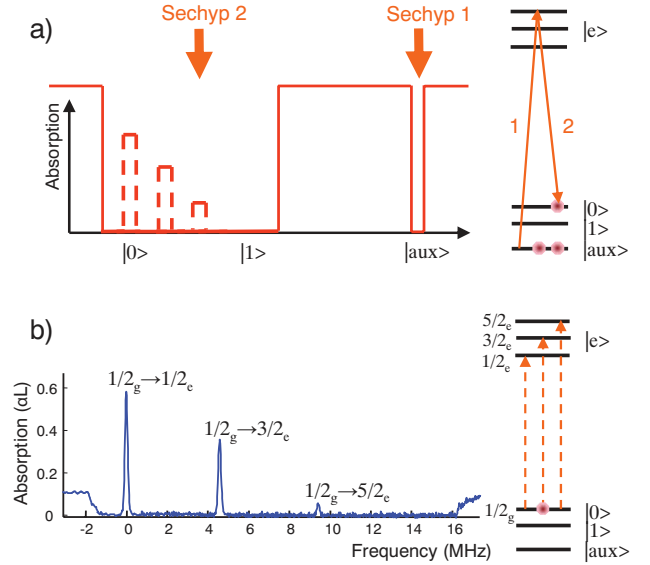 a)
Sechyp 2
Sechyp 1
|e>
Absorption
1
2
|0>
|1>
|aux>
|0>
|1>
|aux>
b)
Absorption (αL)
0.6
0.4
0.2
0
1/2g→1/2e
1/2g→3/2e
1/2g→5/2e
-2 0 2 4 6 8 10 12 14 16
Frequency (MHz)
5/2e
3/2e
1/2e
|e>
1/2g
|0>
|1>
|aux>